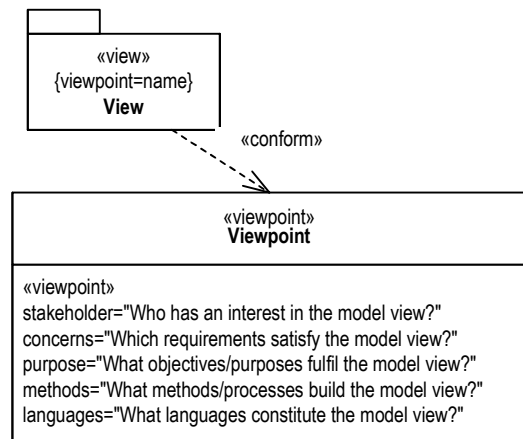 «view»
{viewpoint=name}
View
«conform»
«viewpoint»
Viewpoint
«viewpoint»
stakeholder="Who has an interest in the model view?"
concerns="Which requirements satisfy the model view?"
purpose="What objectives/purposes fulfil the model view?"
methods="What methods/processes build the model view?"
languages="What languages constitute the model view?"